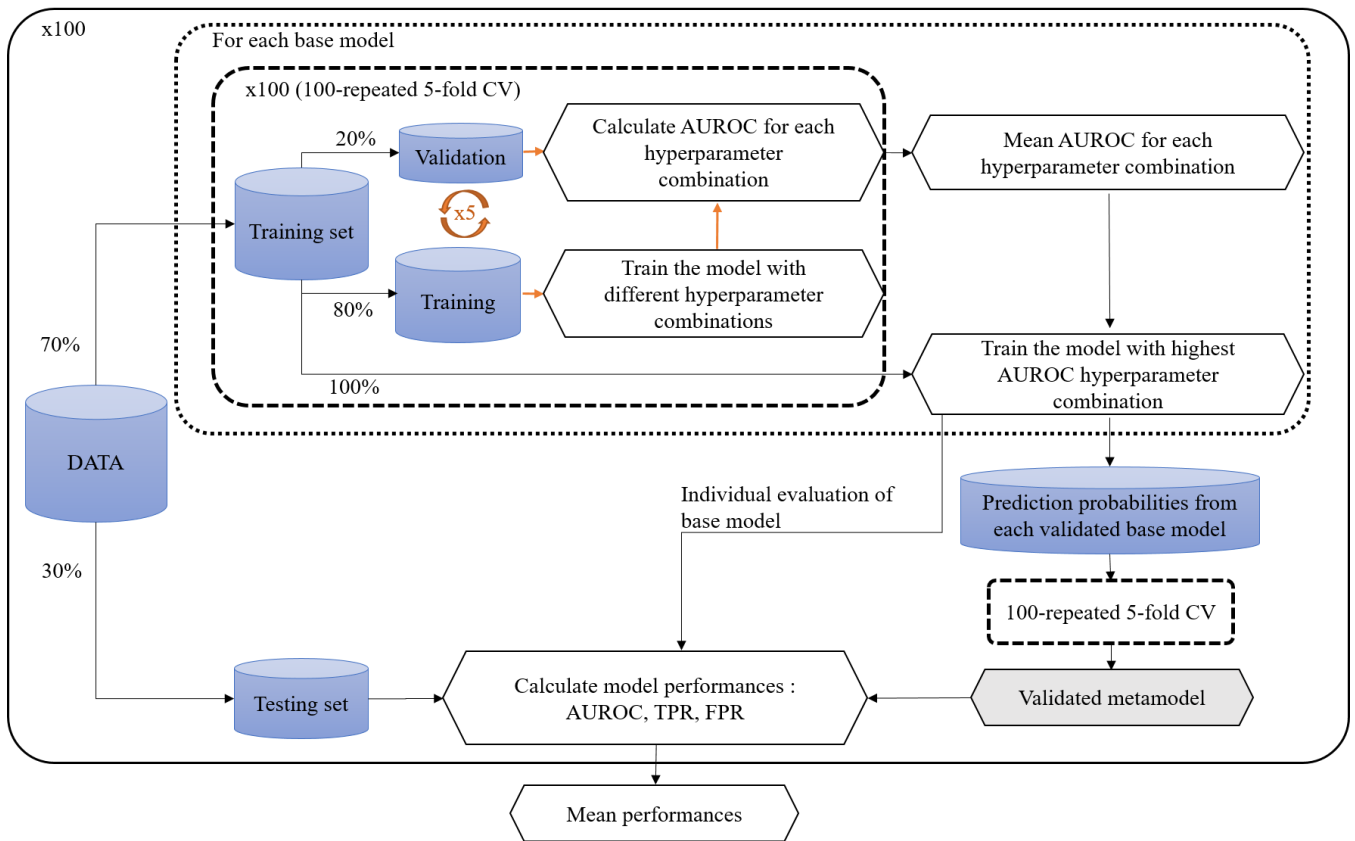 x100
For each base model
x100 (100-repeated 5-fold CV)
20%
Validation
Calculate AUROC for each
hyperparameter
combination
Mean AUROC for each
hyperparameter combination
Training set
x5
80%
Training
Train the model with
different hyperparameter
combinations
70%
100%
Train the model with highest
AUROC hyperparameter
combination
DATA
Individual evaluation of
base model
Prediction probabilities from
each validated base model
30%
100-repeated 5-fold CV
Testing set
Calculate model performances :
AUROC, TPR, FPR
Validated metamodel
Mean performances